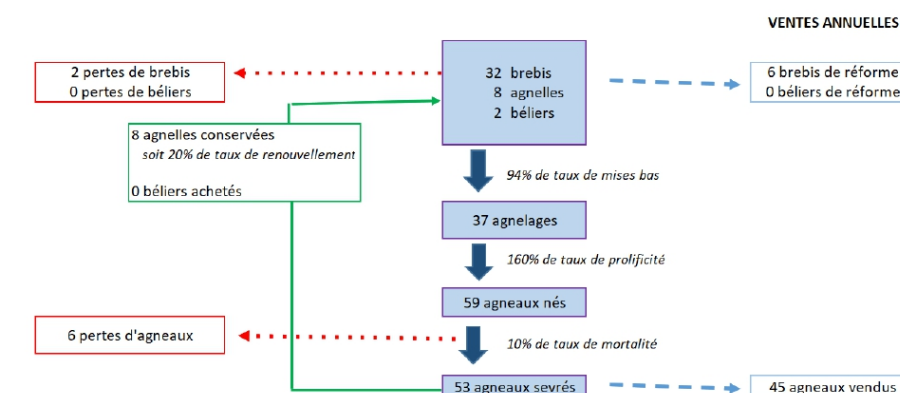 VENTES ANNUELLES
2 pertes de brebis
0 pertes de béliers
32 brebis
8 agnelles
2 béliers
6 brebis de réforme
0 béliers de réforme
8 agnelles conservées
soit 20% de taux de renouvellement
0 béliers achetés
94% de taux de mises bas
37 agnelages
160% de taux de prolificité
59 agneaux nés
6 pertes d'agneaux
10% de taux de mortalité
53 agneaux sevrés
45 agneaux vendus